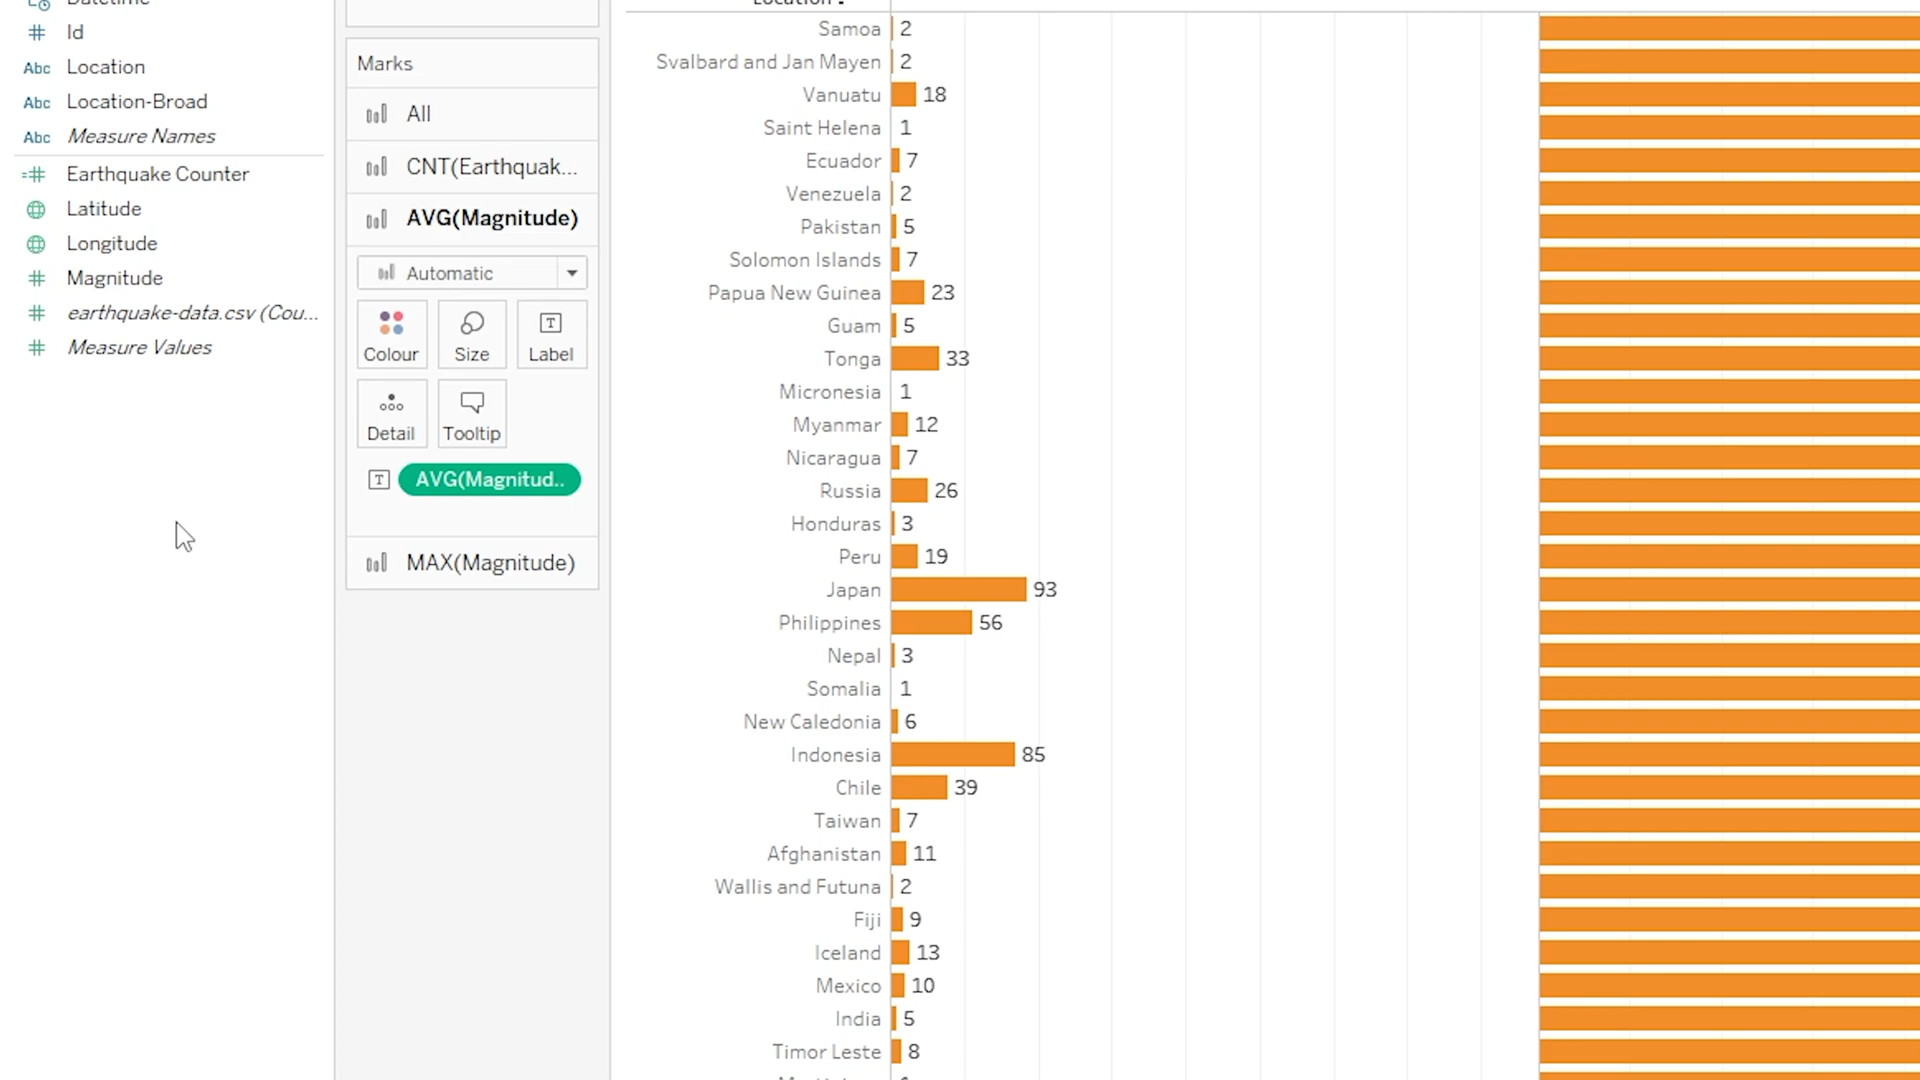 Datetime
Id
Abc Location
Abc Location-Broad
Abc Measure Names
Earthquake Counter
Latitude
Longitude
Magnitude
earthquake-data.csv (Cou...
Measure Values
Marks
All
CNT(Earthquak...
AVG(Magnitude)
Automatic
Colour Size Label
Detail Tooltip
AVG(Magnitud..
MAX(Magnitude)
Location
Samoa 2
Svalbard and Jan Mayen 2
Vanuatu 18
Saint Helena 1
Ecuador 7
Venezuela 2
Pakistan 5
Solomon Islands 7
Papua New Guinea 23
Guam 5
Tonga 33
Micronesia 1
Myanmar 12
Nicaragua 7
Russia 26
Honduras 3
Peru 19
Japan 93
Philippines 56
Nepal 3
Somalia 1
New Caledonia 6
Indonesia 85
Chile 39
Taiwan 7
Afghanistan 11
Wallis and Futuna 2
Fiji 9
Iceland 13
Mexico 10
India 5
Timor Leste 8